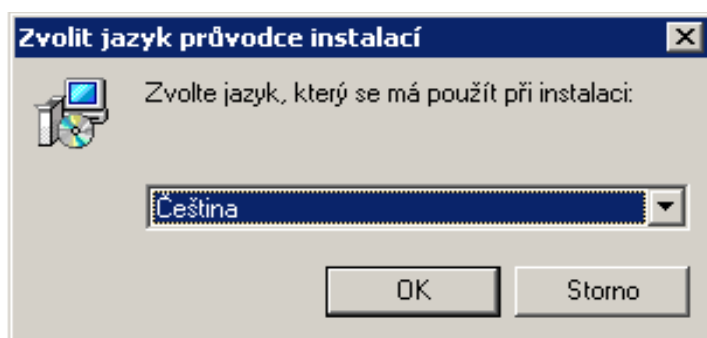 Zvolit jazyk průvodce instalací
Zvolte jazyk, který se má použít při instalaci:
Čeština
OK
Storno